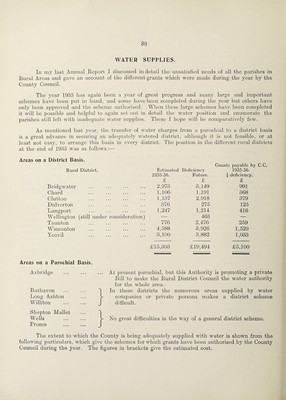 30
WATER SUPPLIES.
In my last Annual Report I discussed in detail the unsatisfied needs of all the parishes in
Rural Areas and gave an account of the different grants which were made during the year by the
County Council.
The year 1935 has again been a year of great progress and many large and important
schemes have been put in hand, and some have been completed during the year but others have
only been approved and the scheme authorised. When these large schemes have been completed
it will be possible and helpful to again set out in detail the water position and enumerate the
parishes still left with inadequate water supplies. These I hope will be comparatively few.
As mentioned last year, the transfer of water charges from a parochial to a district basis
is a great advance in securing an adequately watered district, although it is not feasible, or at
least not easy, to arrange this basis in every district. The position in the different rural districts
at the end of 1935 was as follows :—
Areas on a District Basis.
Grants payable by C.C.
Rural District. Estimated Deficiency 1935-36.
1935-36. Future. ⅓ deficiency.
£ £ £
Bridgwater 2,973 3,149 991
Chard 1,106 1,191 368
Clutton 1,137 2,918 379
Dulverton 376 275 125
Langport 1,247 1,214 416
Wellington (still under consideration) — 403 —
Taunton 776 2,476 259
Wincanton 4,588 3,926 1,529
Yeovil 3,100 3,882 1,033
£15,303 £19,494 £5,100
Areas on a Parochial Basis.
Axbridge At present parochial, but this Authority is promoting a private
Bill to make the Rural District Council the water authority
for the whole area.
Bathavon
Long Ashton
Williton
In these districts the numerous areas supplied by water
companies or private persons makes a district scheme
difficult.
Shepton Mallet
Wells
Frome
No great difficulties in the way of a general district scheme.
The extent to which the County is being adequately supplied with water is shown from the
following particulars, which give the schemes for which grants have been authorised by the County
Council during the year. The figures in brackets give the estimated cost.